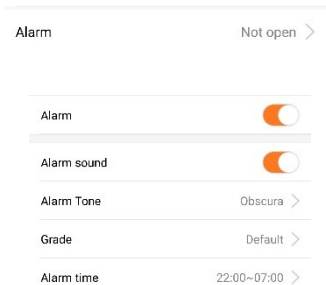 Alarm Not open
Alarm
Alarm sound
Alarm Tone Obscura
Grade Default
Alarm time 22:00~07:00